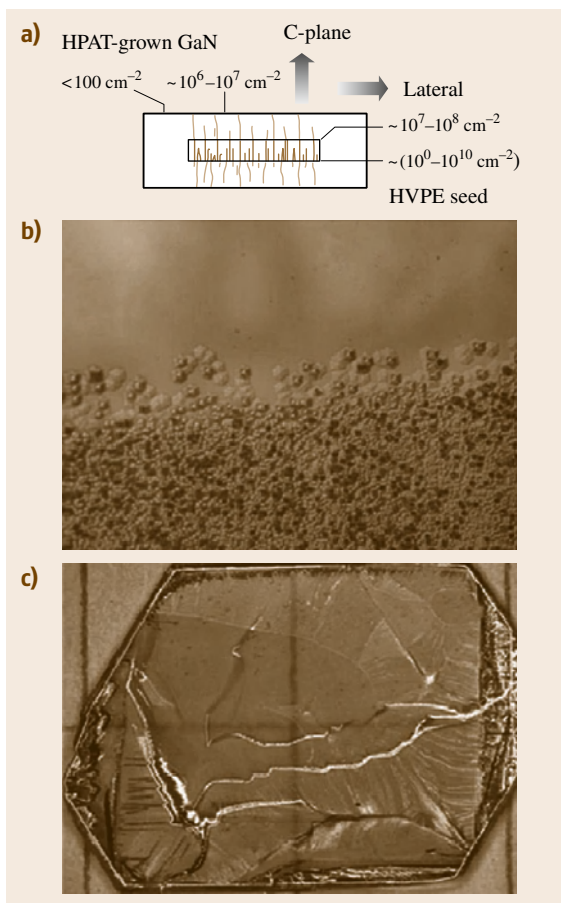 a)
HPAT-grown GaN
C-plane
<100 cm⁻² ~10⁶–10⁷ cm⁻²
Lateral
~10⁷–10⁸ cm⁻²
~(10⁰–10¹⁰ cm⁻²)
HVPE seed
b)
c)